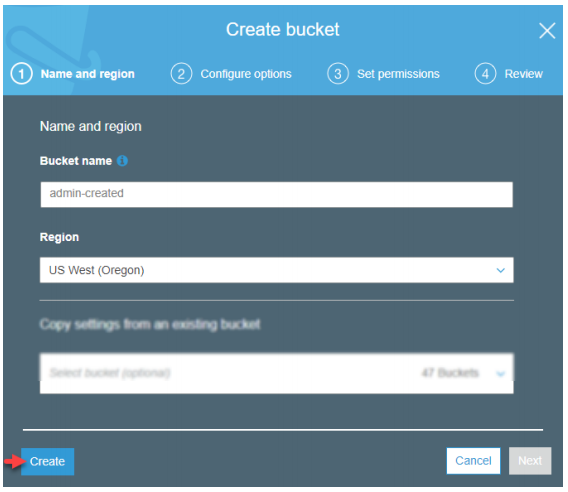 Create bucket
1 Name and region 2 Configure options 3 Set permissions 4 Review
Name and region
Bucket name
admin-created
Region
US West (Oregon)
Copy settings from an existing bucket
Select bucket (optional) 47 Buckets
Create Cancel Next